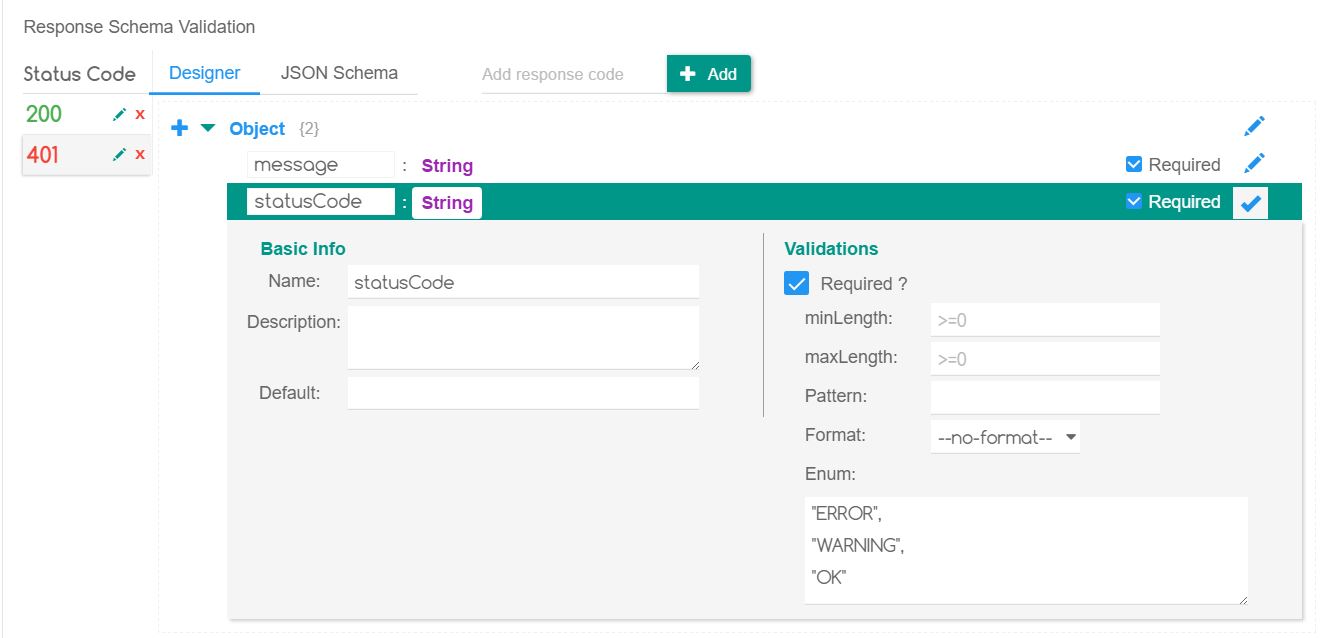 Response Schema Validation
Status Code Designer JSON Schema Add response code Add
200 x
401 x
Object {2}
message : String Required
statusCode : String Required
Basic Info
Name: statusCode
Description:
Default:
Validations
Required ?
minLength: >=0
maxLength: >=0
Pattern:
Format: --no-format--
Enum:
"ERROR",
"WARNING",
"OK"